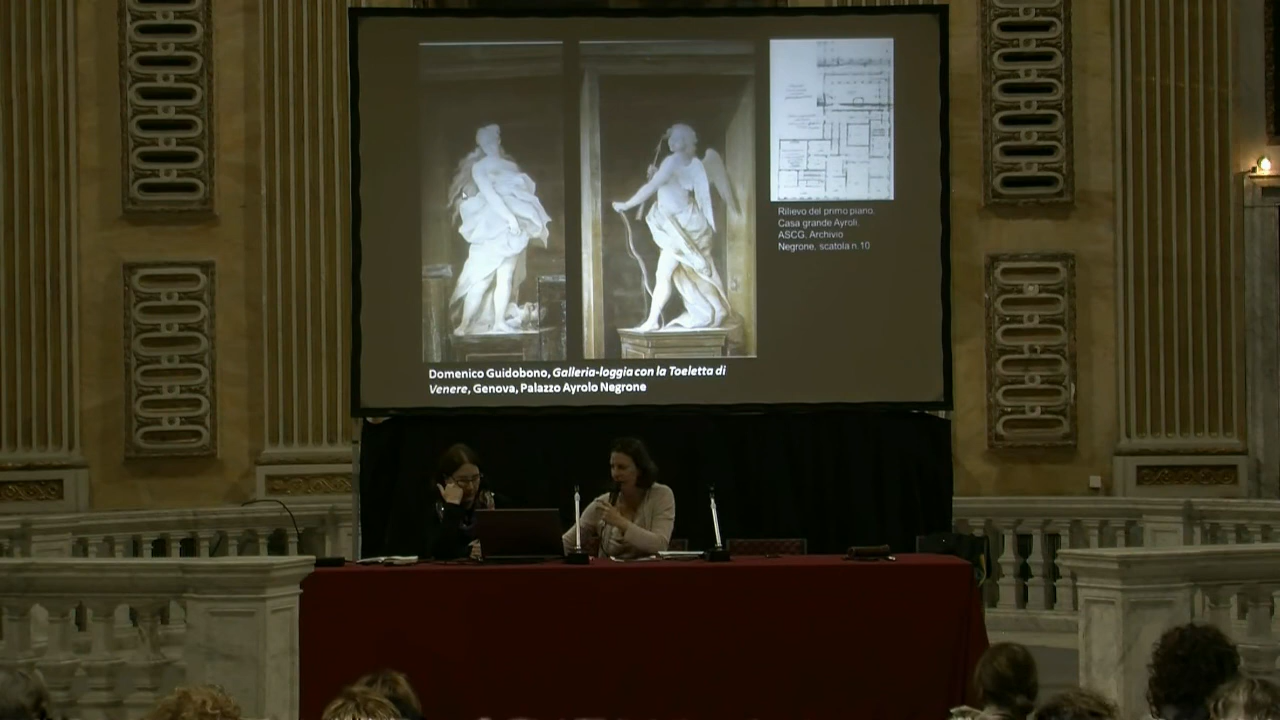 Rilievo del primo piano.
Casa grande Ayroli.
ASCG. Archivio
Negrone, scatola n.10
Domenico Guidobono, Galleria-loggia con la Toeletta di
Venere, Genova, Palazzo Ayrolo Negrone